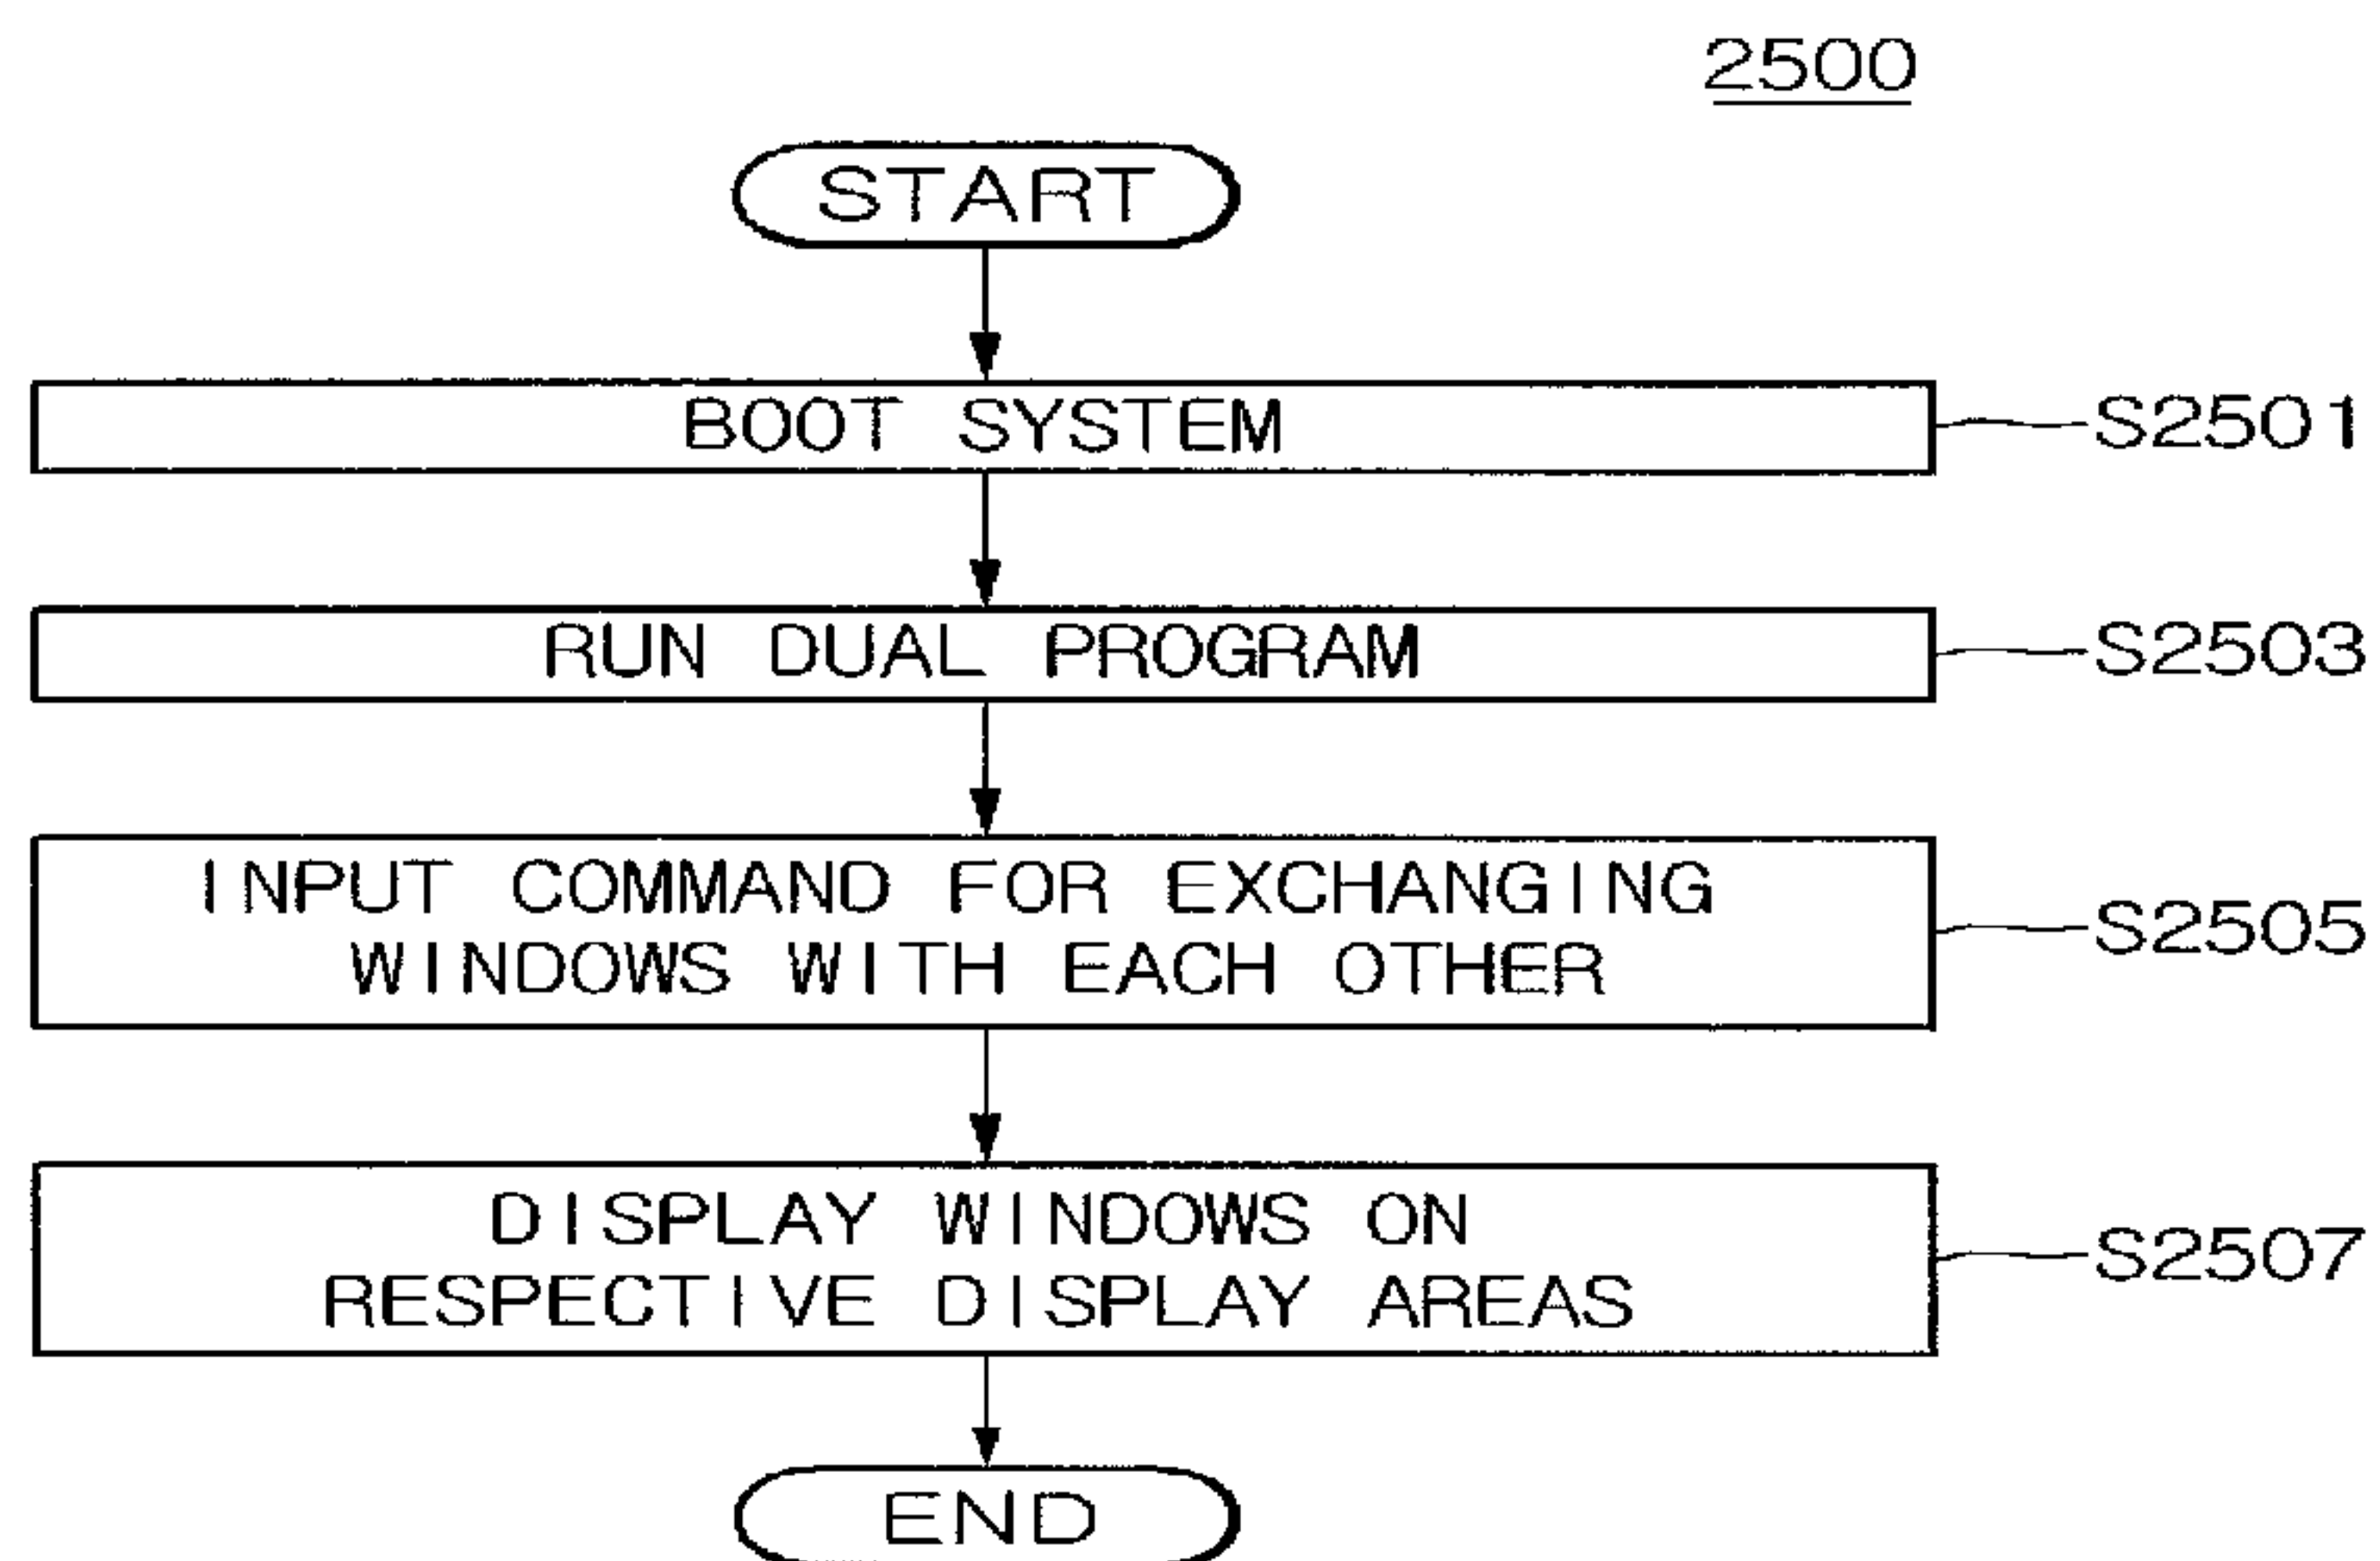 2500
START
BOOT SYSTEM
S2501
RUN DUAL PROGRAM
S2503
INPUT COMMAND FOR EXCHANGING
WINDOWS WITH EACH OTHER
S2505
DISPLAY WINDOWS ON
RESPECTIVE DISPLAY AREAS
S2507
END